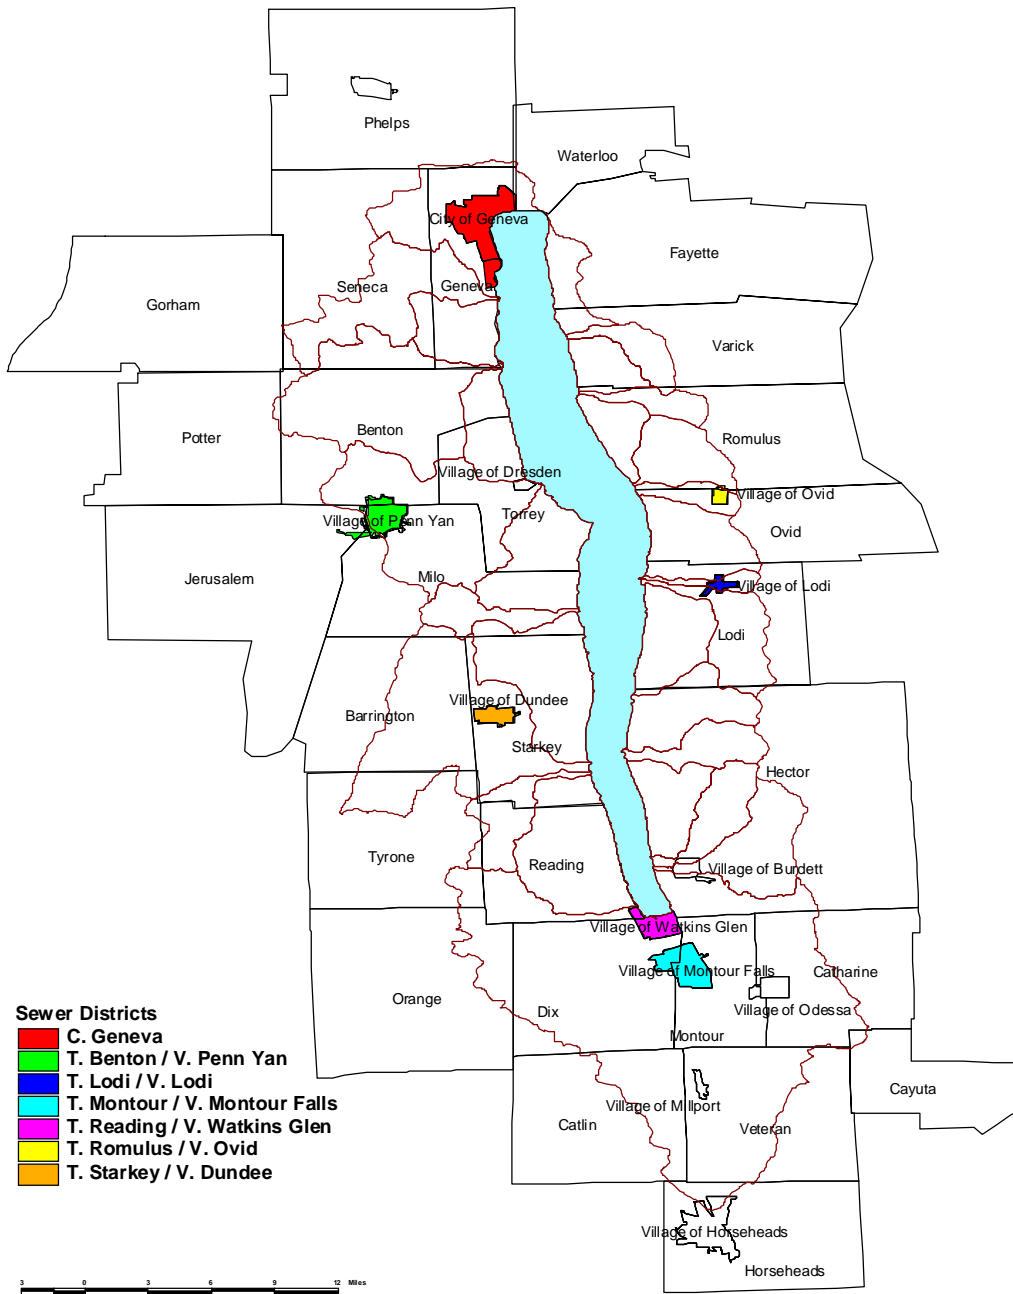 Phelps
Waterloo
City of Geneva
Fayette
Seneca
Geneva
Gorham
Varick
Benton
Potter
Romulus
Village of Dresden
Village of Ovid
Torrey
Village of Penn Yan
Ovid
Jerusalem
Milo
Village of Lodi
Lodi
Village of Dundee
Barrington
Starkey
Hector
Tyrone
Reading
Village of Burdett
Village of Watkins Glen
Village of Montour Falls
Catharine
Orange
Village of Odessa
Dix
Montour
Sewer Districts
C. Geneva
T. Benton / V. Penn Yan
T. Lodi / V. Lodi
T. Montour / V. Montour Falls
T. Reading / V. Watkins Glen
T. Romulus / V. Ovid
T. Starkey / V. Dundee
Cayuta
Village of Millport
Catlin
Veteran
Village of Horseheads
Horseheads
3 0 3 6 9 12 Miles